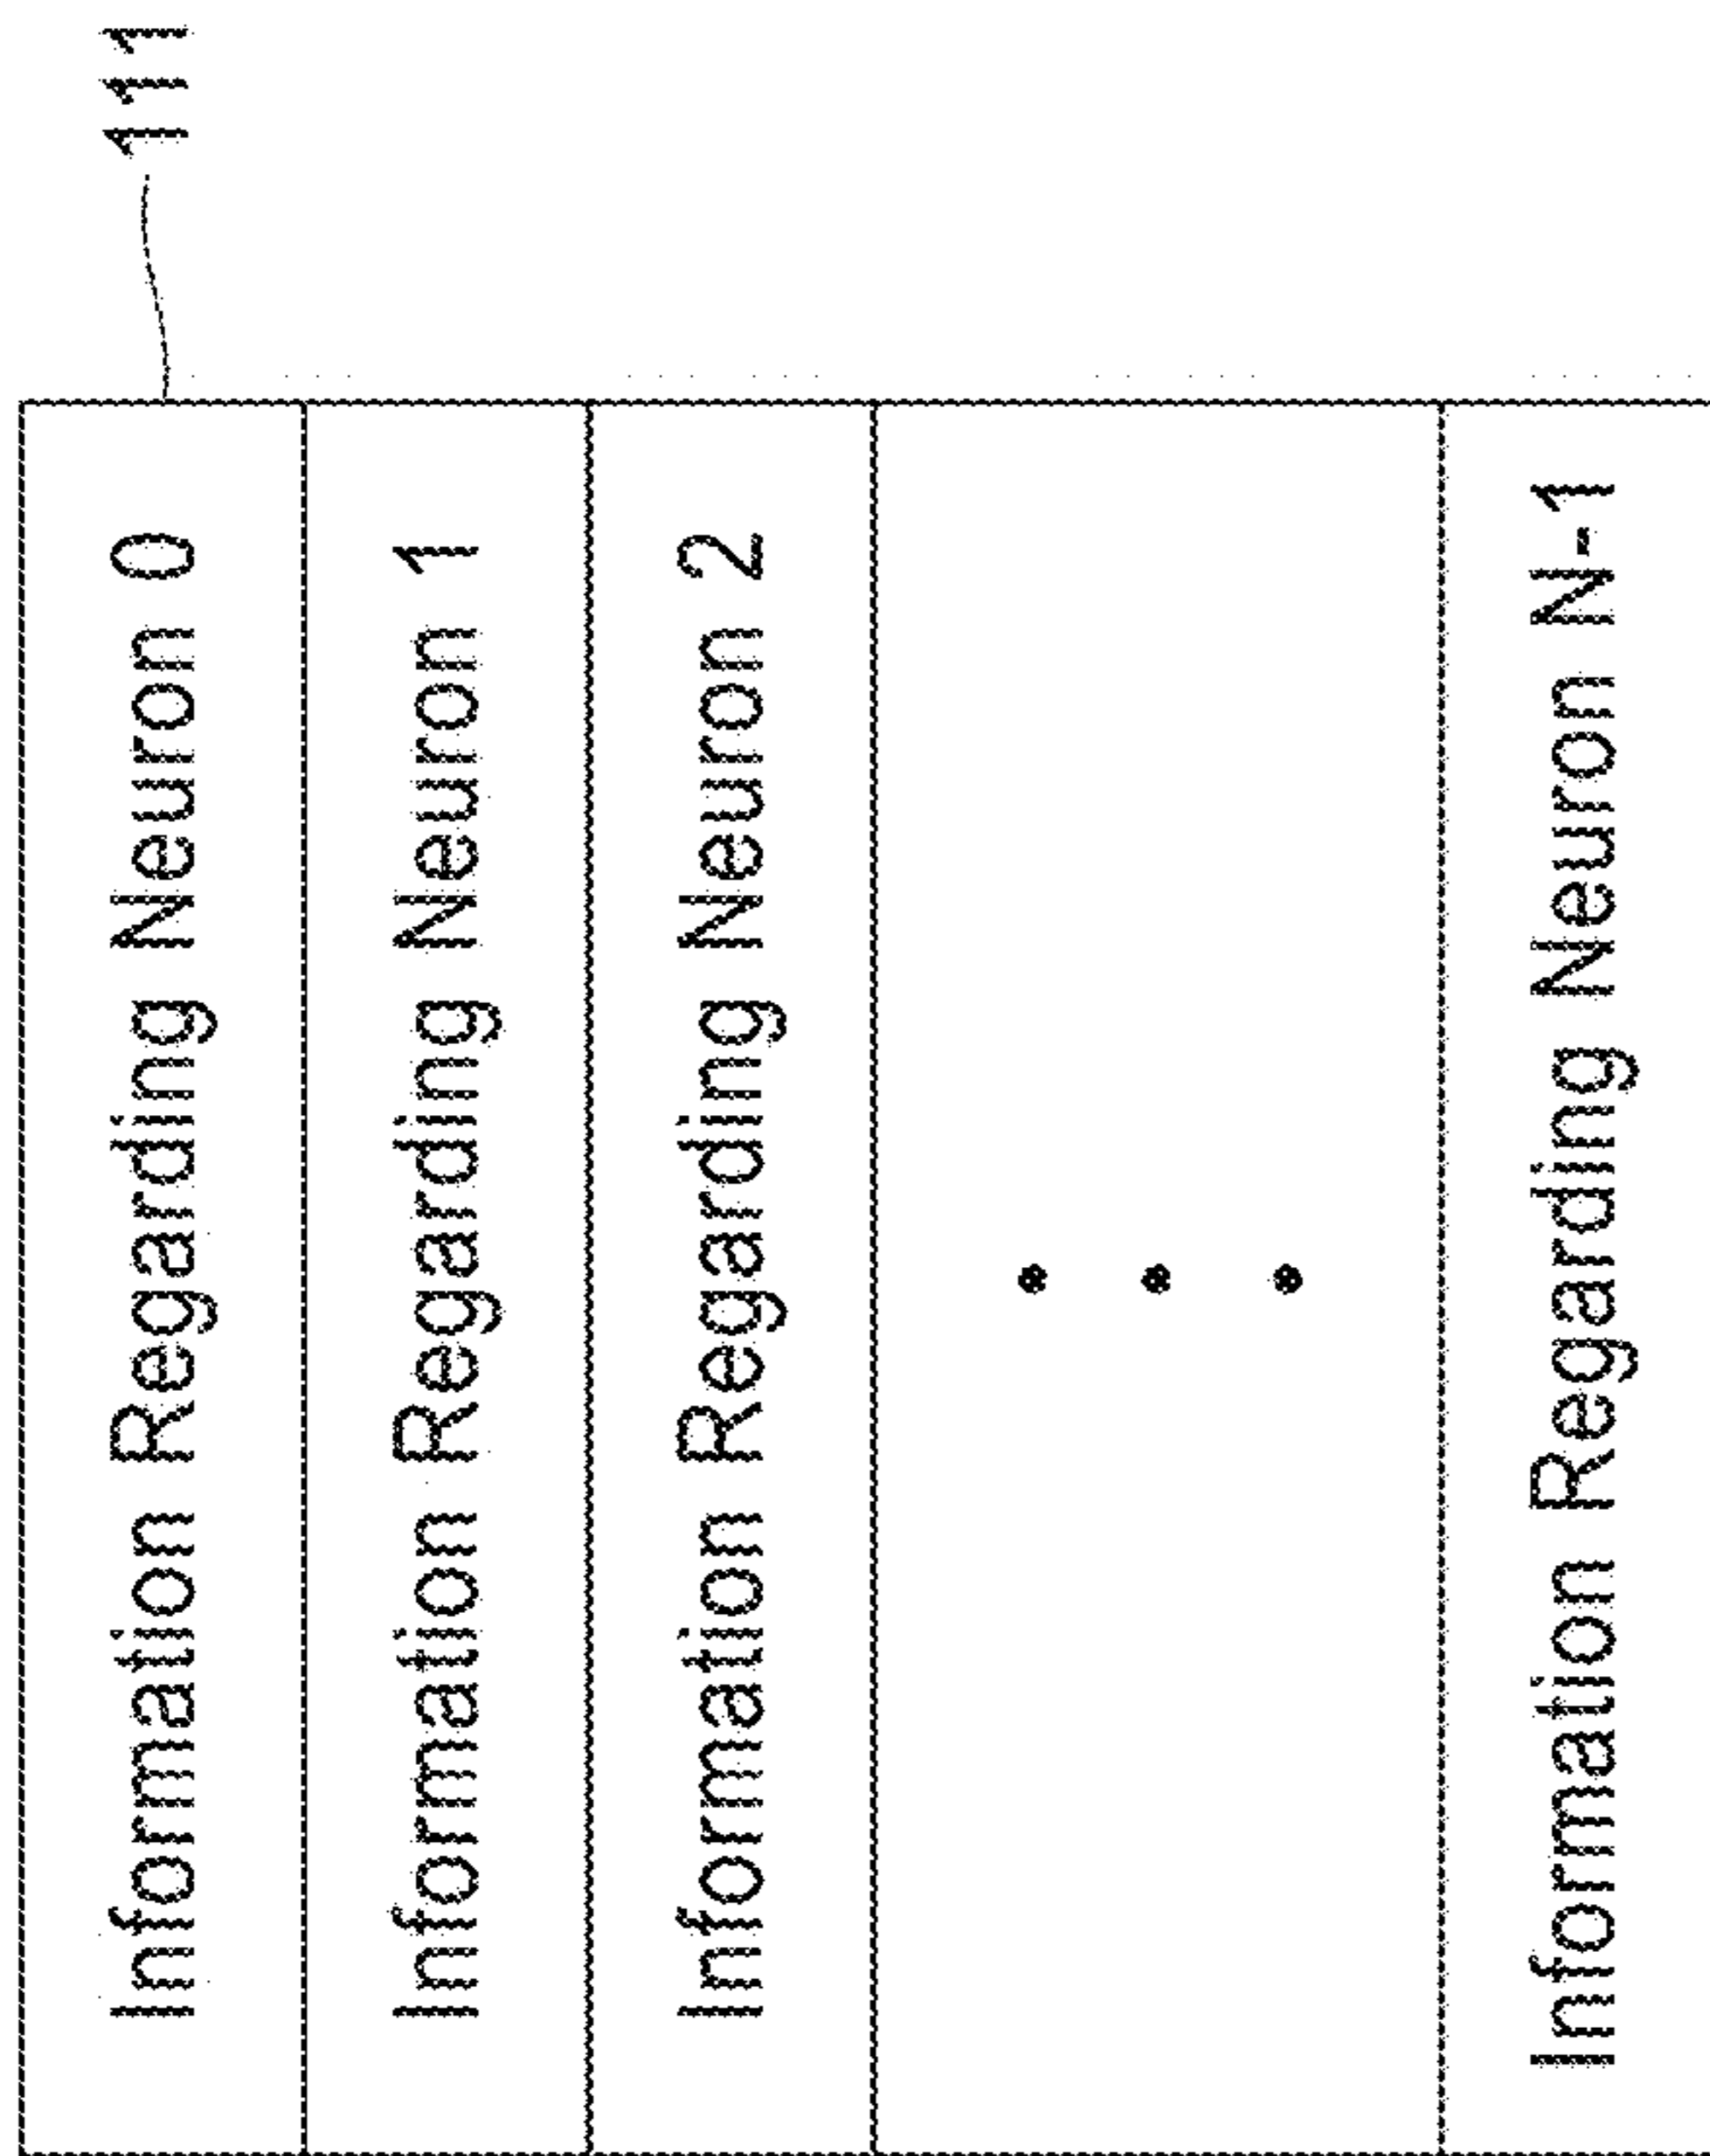 111
Information Regarding Neuron 0
Information Regarding Neuron 1
Information Regarding Neuron 2
Information Regarding Neuron N-1